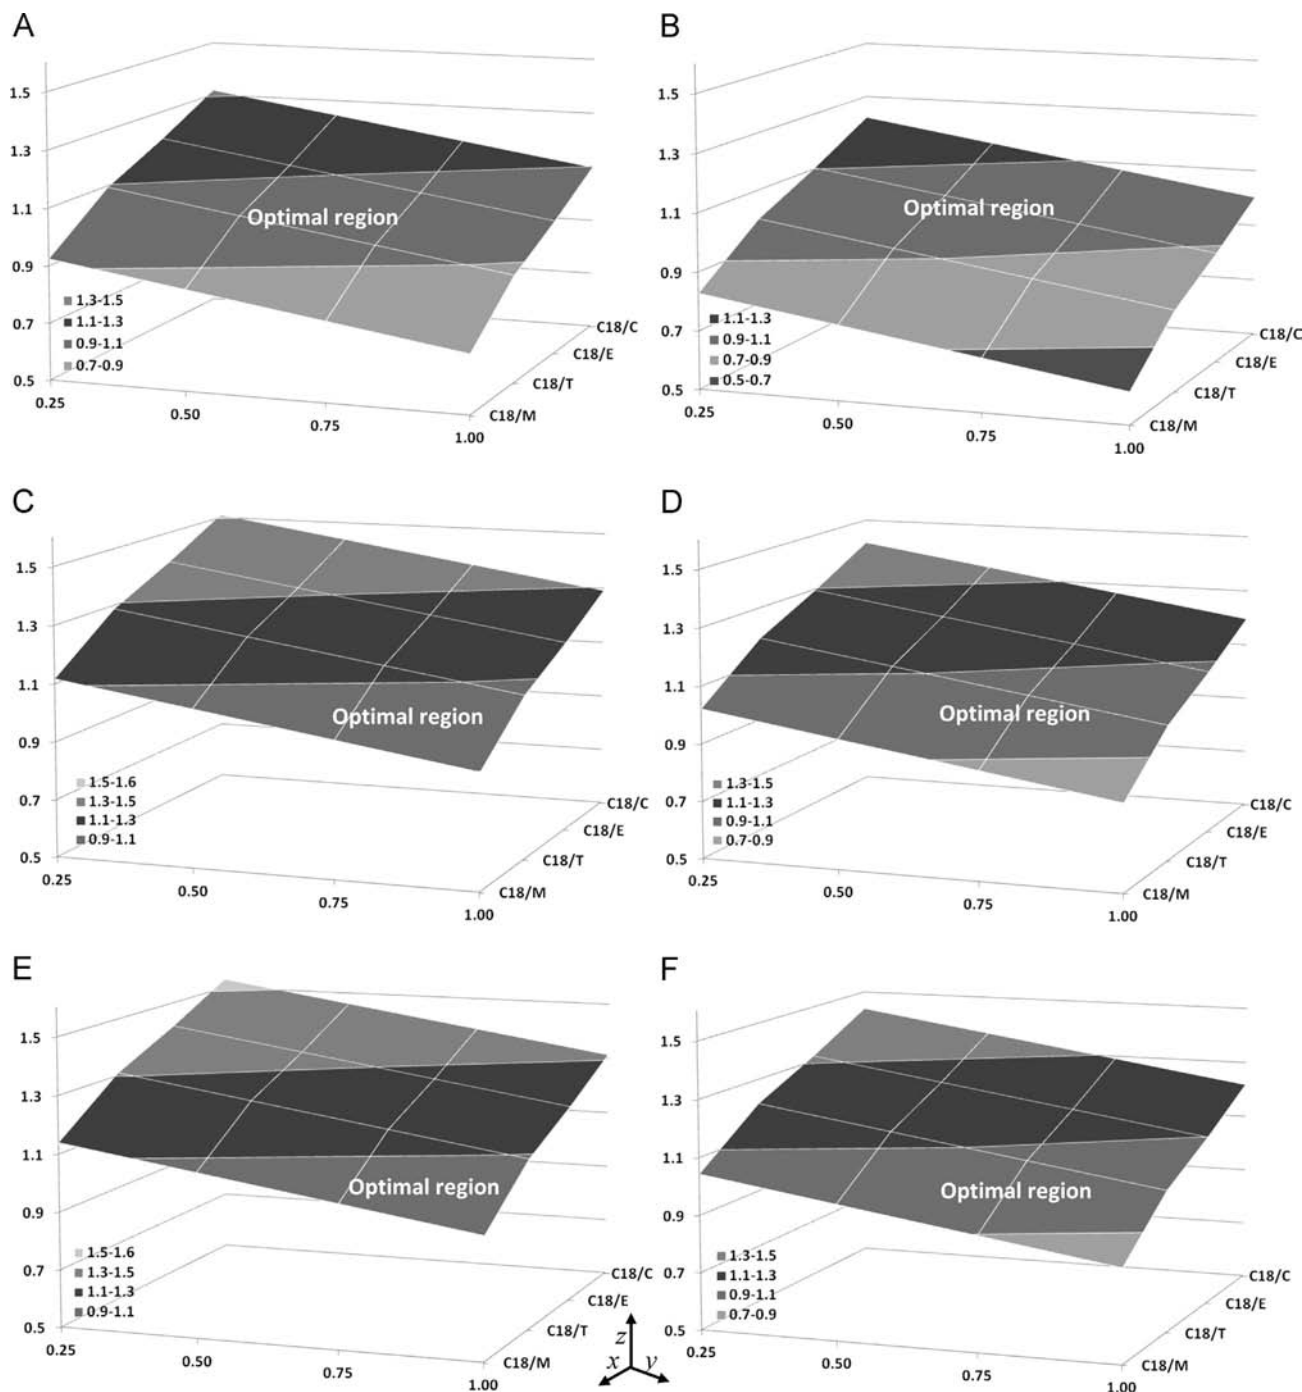 A
1.5
1.3
1.1
0.9
0.7
0.5
1.3-1.5
1.1-1.3
0.9-1.1
0.7-0.9
Optimal region
0.25
0.50
0.75
1.00
C18/C
C18/E
C18/T
C18/M
B
1.5
1.3
1.1
0.9
0.7
0.5
1.1-1.3
0.9-1.1
0.7-0.9
0.5-0.7
Optimal region
0.25
0.50
0.75
1.00
C18/C
C18/E
C18/T
C18/M
C
1.5
1.3
1.1
0.9
0.7
0.5
1.5-1.6
1.3-1.5
1.1-1.3
0.9-1.1
Optimal region
0.25
0.50
0.75
1.00
C18/C
C18/E
C18/T
C18/M
D
1.5
1.3
1.1
0.9
0.7
0.5
1.3-1.5
1.1-1.3
0.9-1.1
0.7-0.9
Optimal region
0.25
0.50
0.75
1.00
C18/C
C18/E
C18/T
C18/M
E
1.5
1.3
1.1
0.9
0.7
0.5
1.5-1.6
1.3-1.5
1.1-1.3
0.9-1.1
Optimal region
0.25
0.50
0.75
1.00
C18/C
C18/E
C18/T
C18/M
z
x
y
F
1.5
1.3
1.1
0.9
0.7
0.5
1.3-1.5
1.1-1.3
0.9-1.1
0.7-0.9
Optimal region
0.25
0.50
0.75
1.00
C18/C
C18/E
C18/T
C18/M